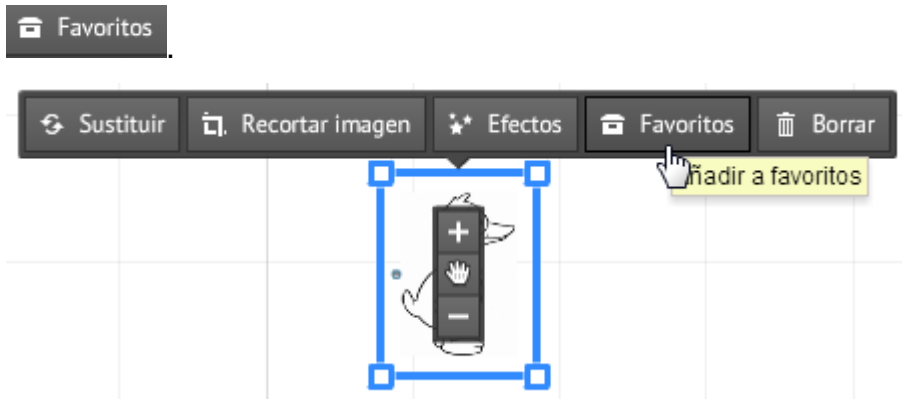 Favoritos.
Sustituir Recortar imagen Efectos Favoritos Borrar
ñadir a favoritos